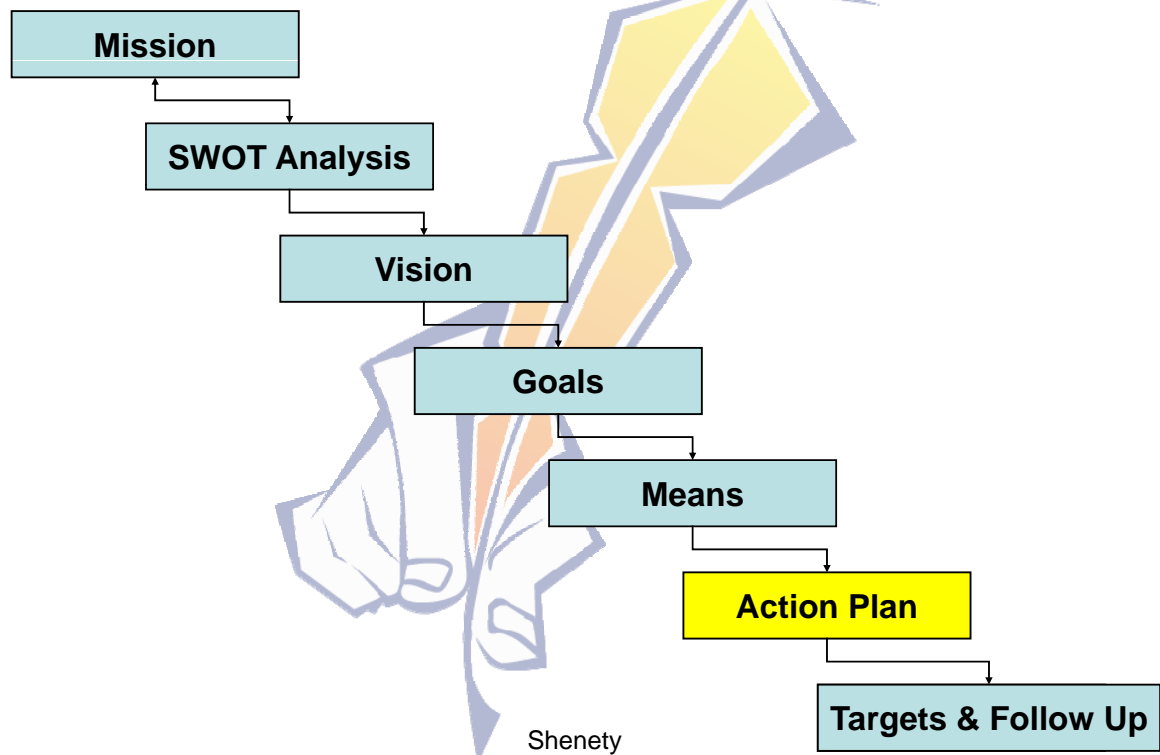 Mission
SWOT Analysis
Vision
Goals
Means
Action Plan
Targets & Follow Up
Shenety